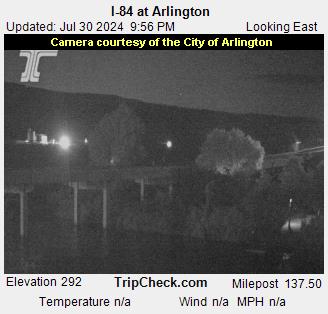 I-84 at Arlington
Updated: Jul 30 2024 9:56 PM Looking East
Camera courtesy of the City of Arlington
Elevation 292 TripCheck.com Milepost 137.50
Temperature n/a Wind n/a MPH n/a